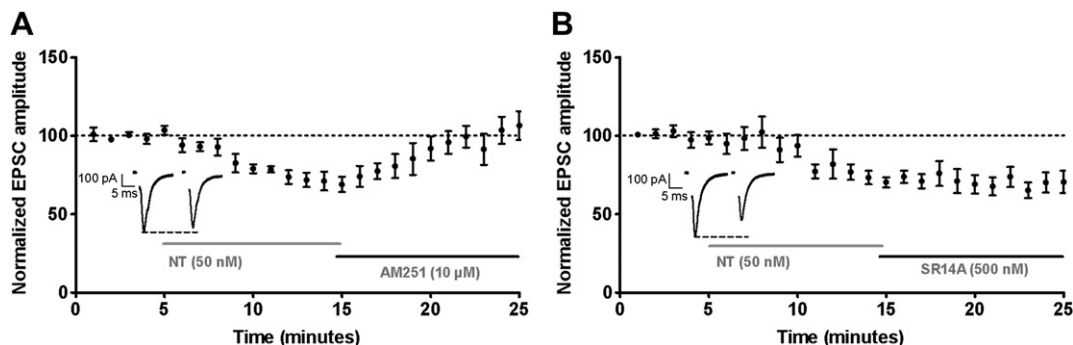 A
Normalized EPSC amplitude
150
100
50
0
100 pA
5 ms
NT (50 nM)
AM251 (10 µM)
0 5 10 15 20 25
Time (minutes)
B
Normalized EPSC amplitude
150
100
50
0
100 pA
5 ms
NT (50 nM)
SR14A (500 nM)
0 5 10 15 20 25
Time (minutes)